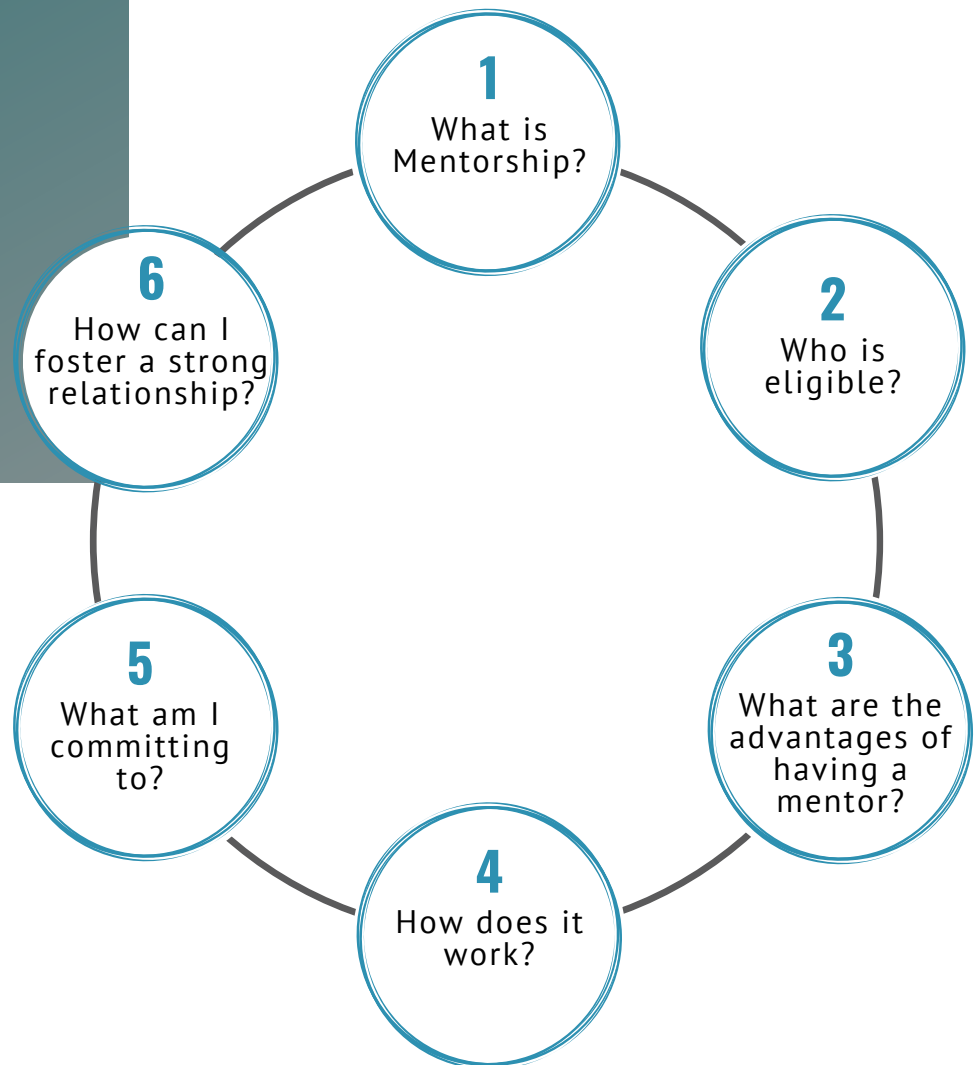 1
What is
Mentorship?
2
Who is
eligible?
3
What are the
advantages of
having a
mentor?
4
How does it
work?
5
What am I
committing
to?
6
How can I
foster a strong
relationship?